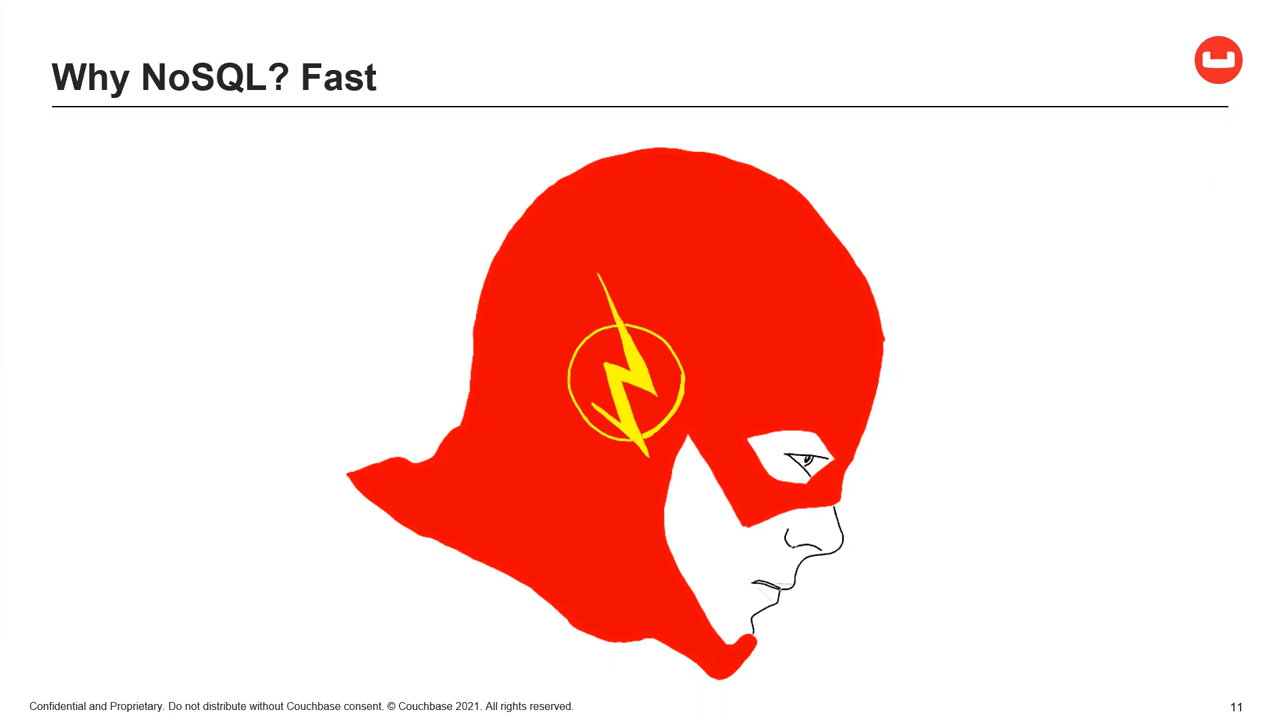 Why NoSQL? Fast
Confidential and Proprietary. Do not distribute without Couchbase consent. © Couchbase 2021. All rights reserved.
11